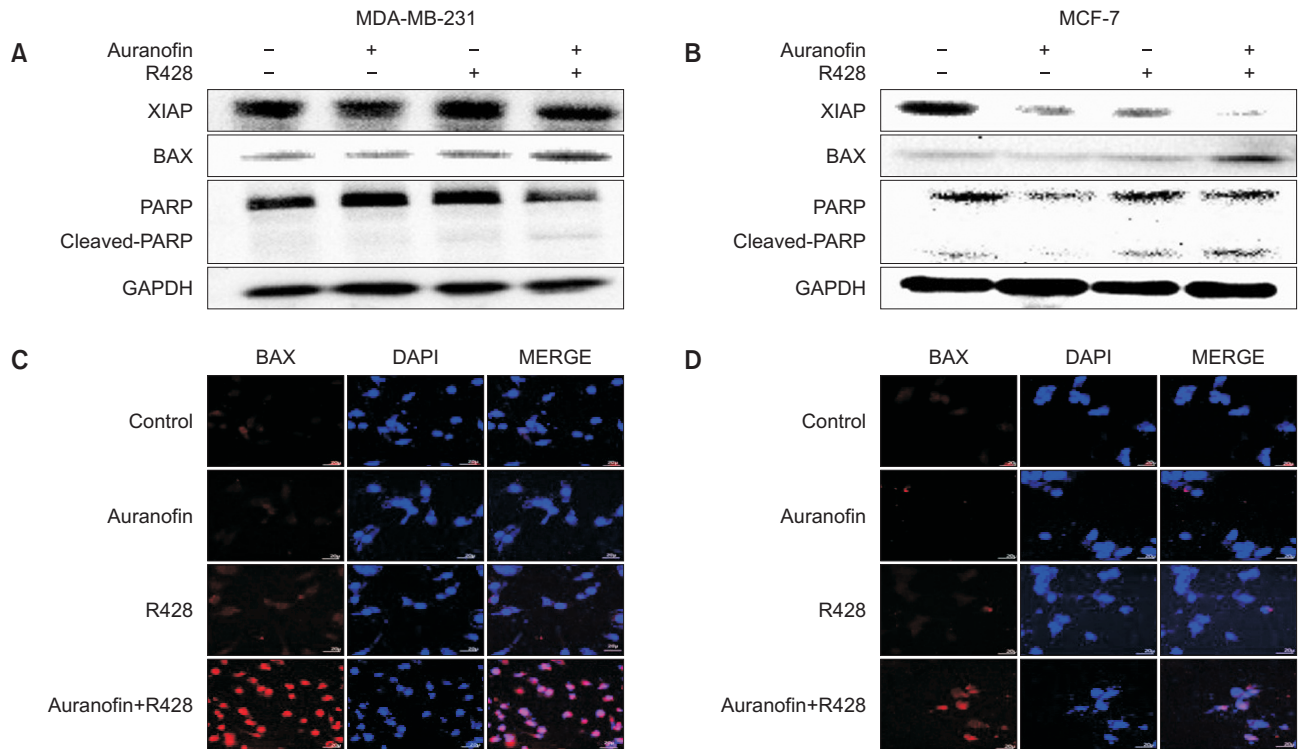 MDA-MB-231
A
Auranofin − + − +
R428 − − + +
XIAP
BAX
PARP
Cleaved-PARP
GAPDH
MCF-7
B
Auranofin − + − +
R428 − − + +
XIAP
BAX
PARP
Cleaved-PARP
GAPDH
C
BAX DAPI MERGE
Control
Auranofin
R428
Auranofin+R428
D
BAX DAPI MERGE
Control
Auranofin
R428
Auranofin+R428